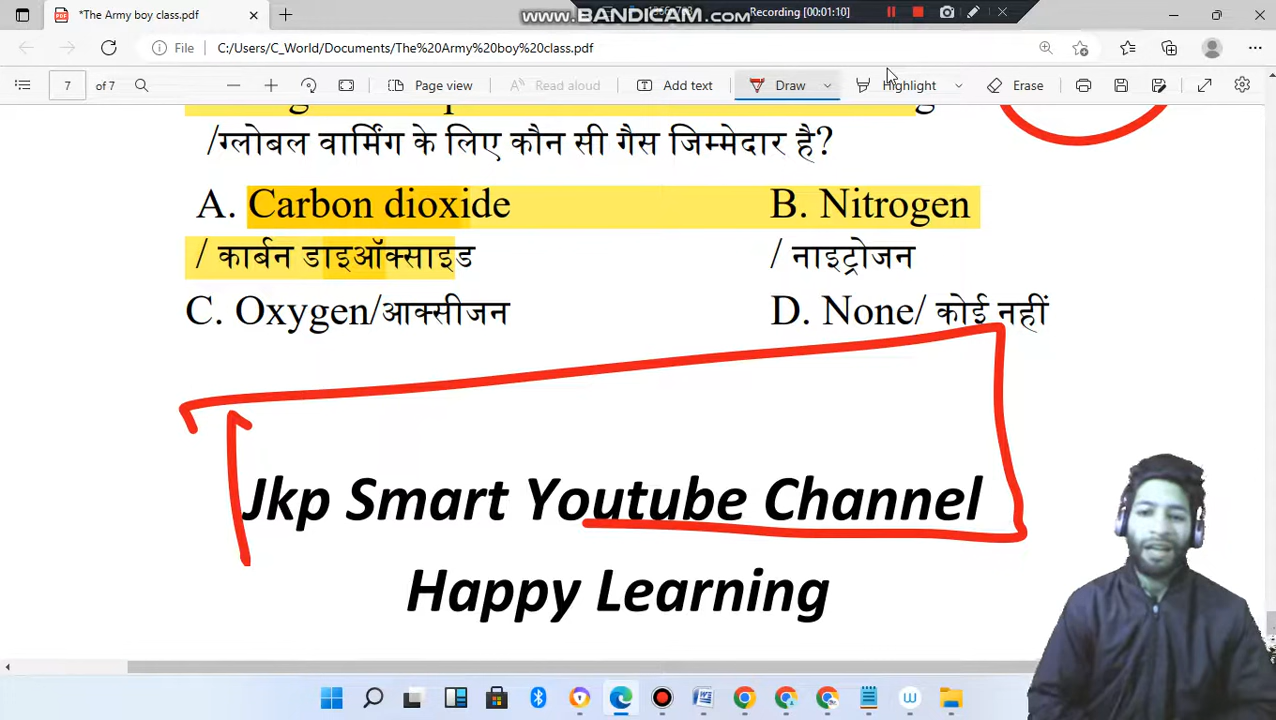 *The Army boy class.pdf
www.BANDICAM.com
Recording [00:01:10]
File
C:/Users/C_World/Documents/The%20Army%20boy%20class.pdf
7 of 7
Page view
Read aloud
Add text
Draw
Highlight
Erase
/ग्लोबल वार्मिंग के लिए कौन सी गैस जिम्मेदार है?
A. Carbon dioxide B. Nitrogen
/ कार्बन डाइऑक्साइड / नाइट्रोजन
C. Oxygen/आक्सीजन D. None/ कोई नहीं
Jkp Smart Youtube Channel
Happy Learning